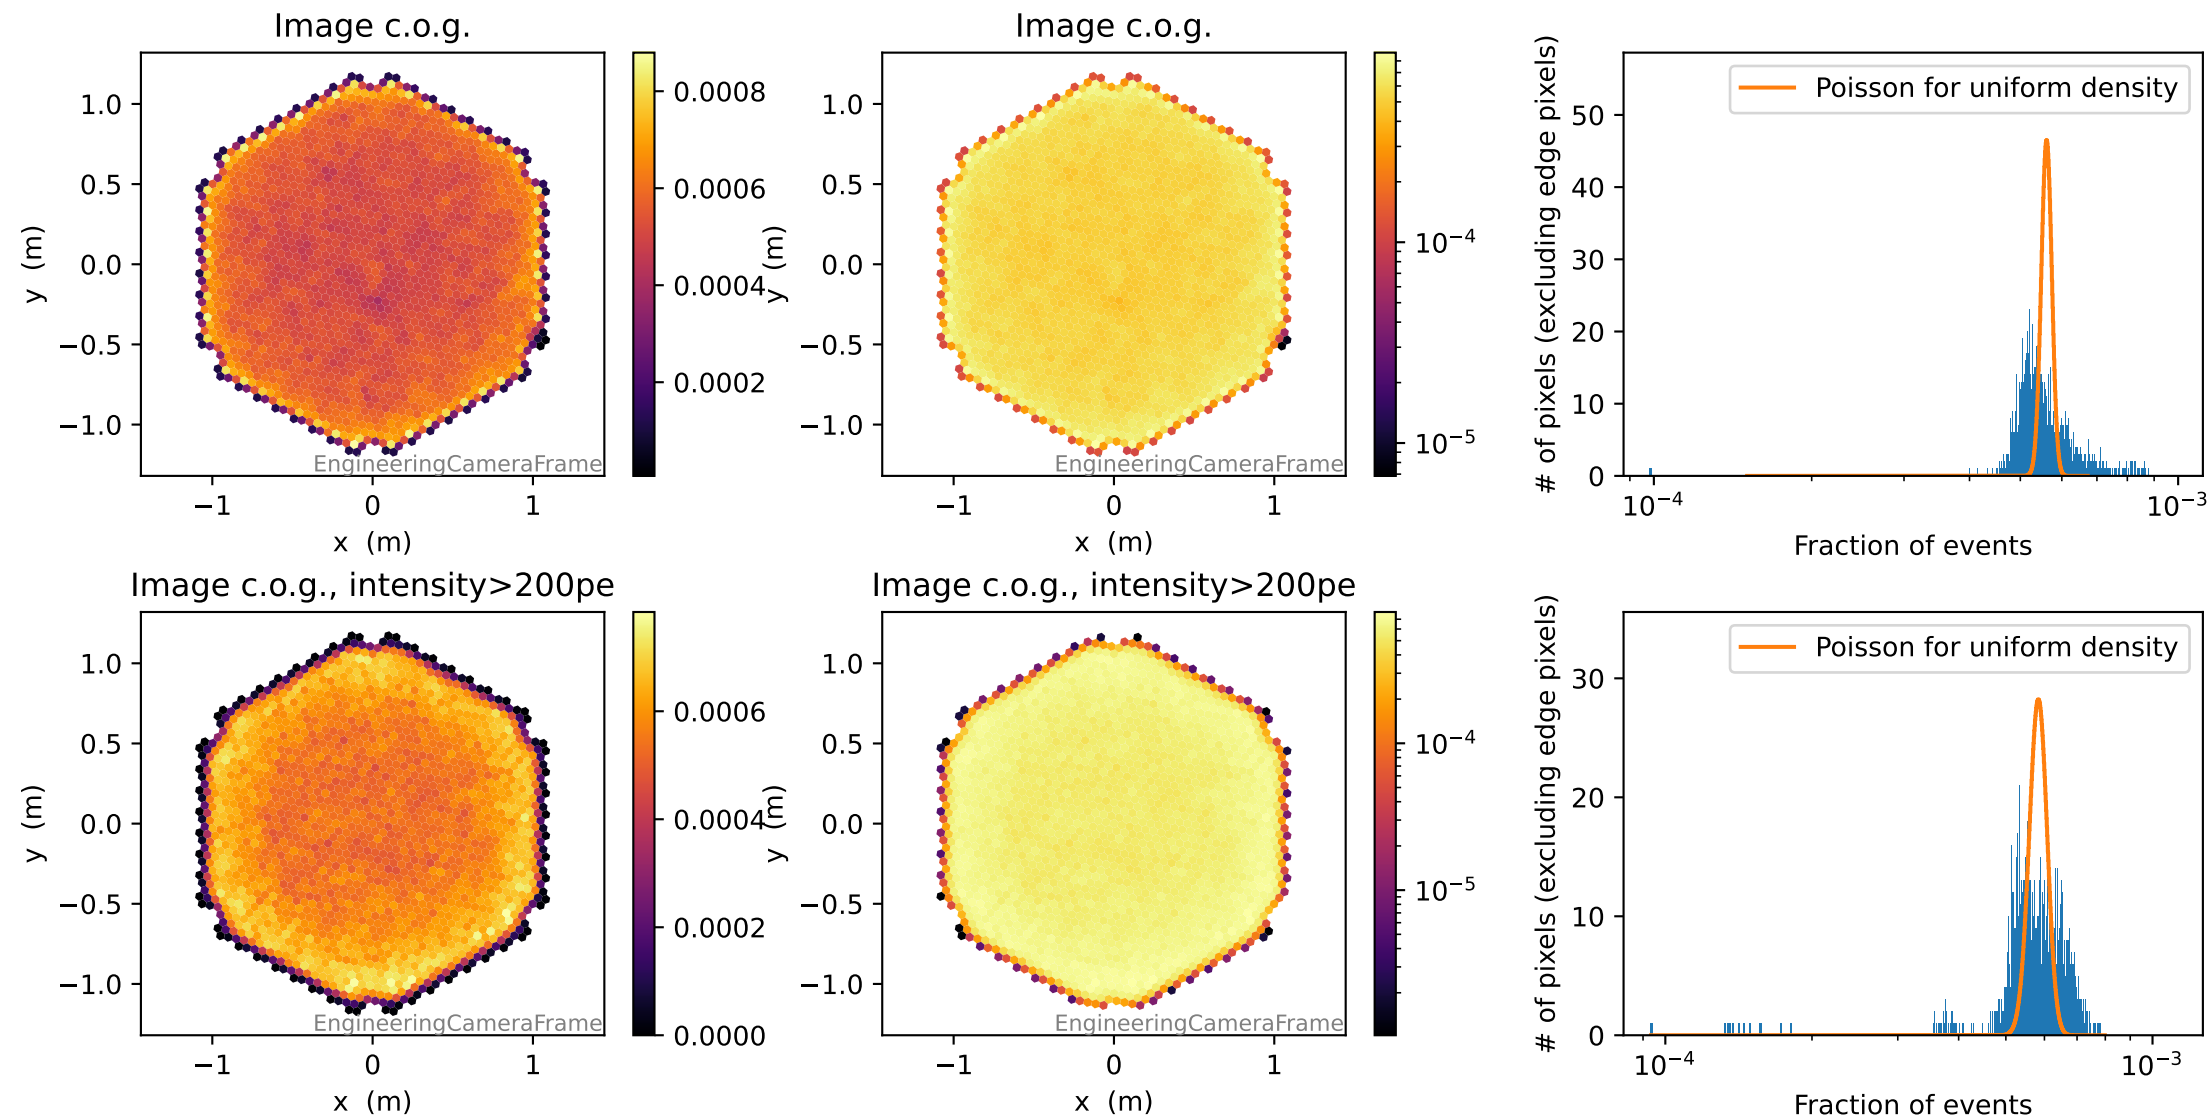 Image c.o.g.
1.0
0.5
0.0
−0.5
−1.0
y (m)
−1
0
1
x (m)
EngineeringCameraFrame
0.0008
0.0006
0.0004
0.0002
Image c.o.g.
1.0
0.5
0.0
−0.5
−1.0
y (m)
−1
0
1
x (m)
EngineeringCameraFrame
10⁻⁴
10⁻⁵
# of pixels (excluding edge pixels)
50
40
30
20
10
0
Poisson for uniform density
10⁻⁴
10⁻³
Fraction of events
Image c.o.g., intensity>200pe
1.0
0.5
0.0
−0.5
−1.0
y (m)
−1
0
1
x (m)
EngineeringCameraFrame
0.0006
0.0004
0.0002
0.0000
Image c.o.g., intensity>200pe
1.0
0.5
0.0
−0.5
−1.0
y (m)
−1
0
1
x (m)
EngineeringCameraFrame
10⁻⁴
10⁻⁵
# of pixels (excluding edge pixels)
30
20
10
0
Poisson for uniform density
10⁻⁴
10⁻³
Fraction of events